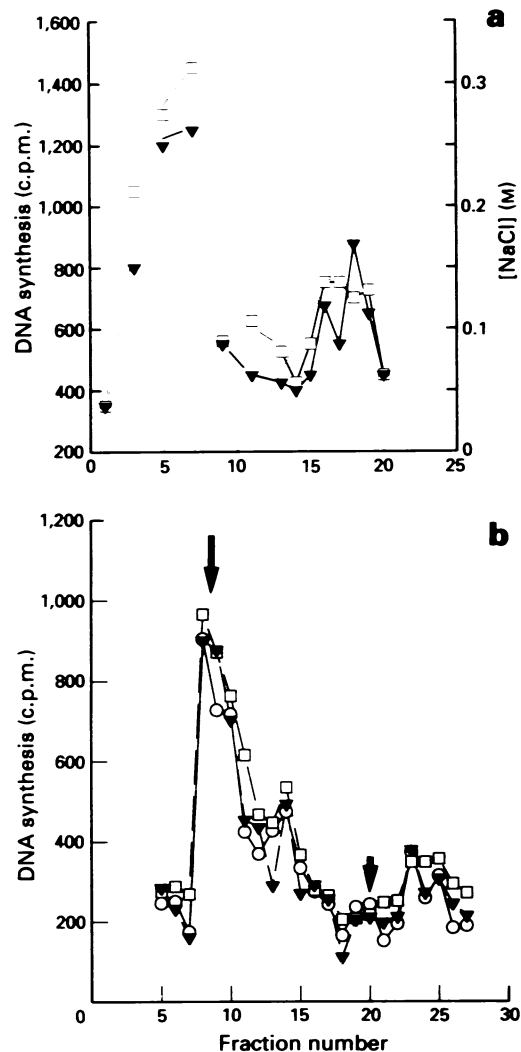 a
1,600
1,400
1,200
1,000
800
600
400
200
0 5 10 15 20 25
0.3
0.2
0.1
0
DNA synthesis (c.p.m.)
[NaCl] (M)
b
1,200
1,000
800
600
400
200
0
0 5 10 15 20 25 30
DNA synthesis (c.p.m.)
Fraction number